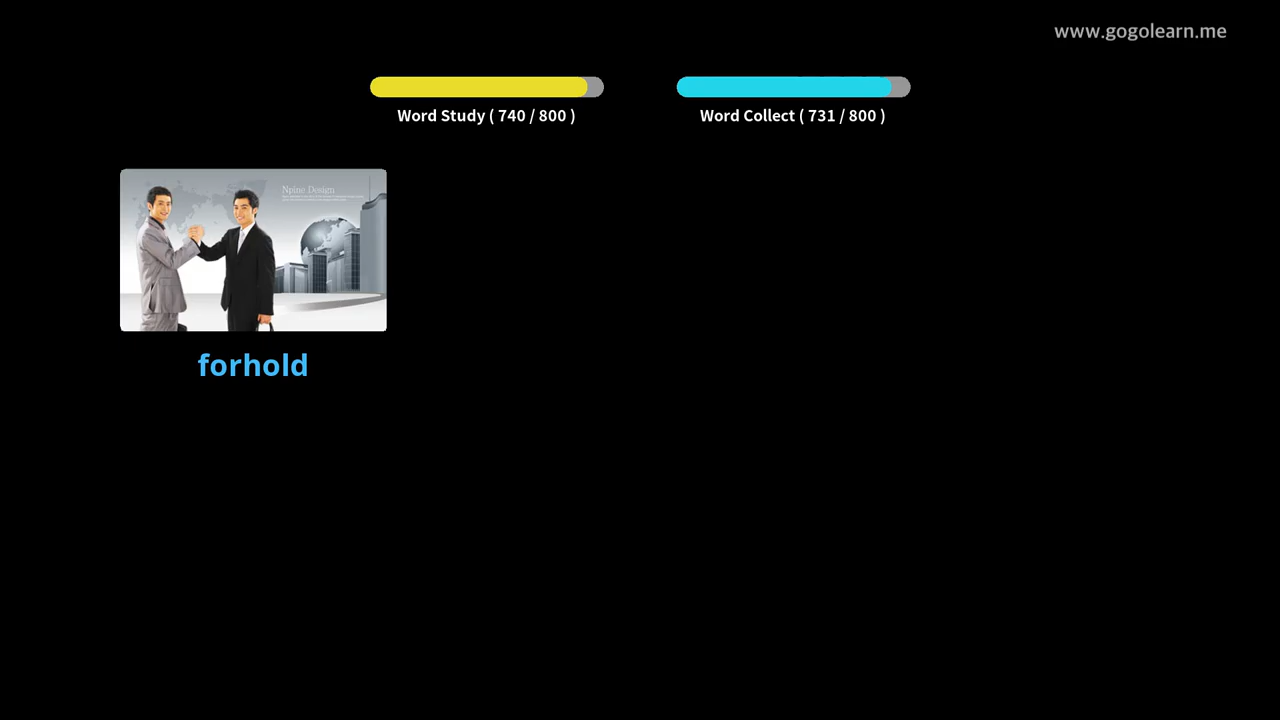 www.gogolearn.me
Word Study ( 740 / 800 )
Word Collect ( 731 / 800 )
Npine Design
forhold